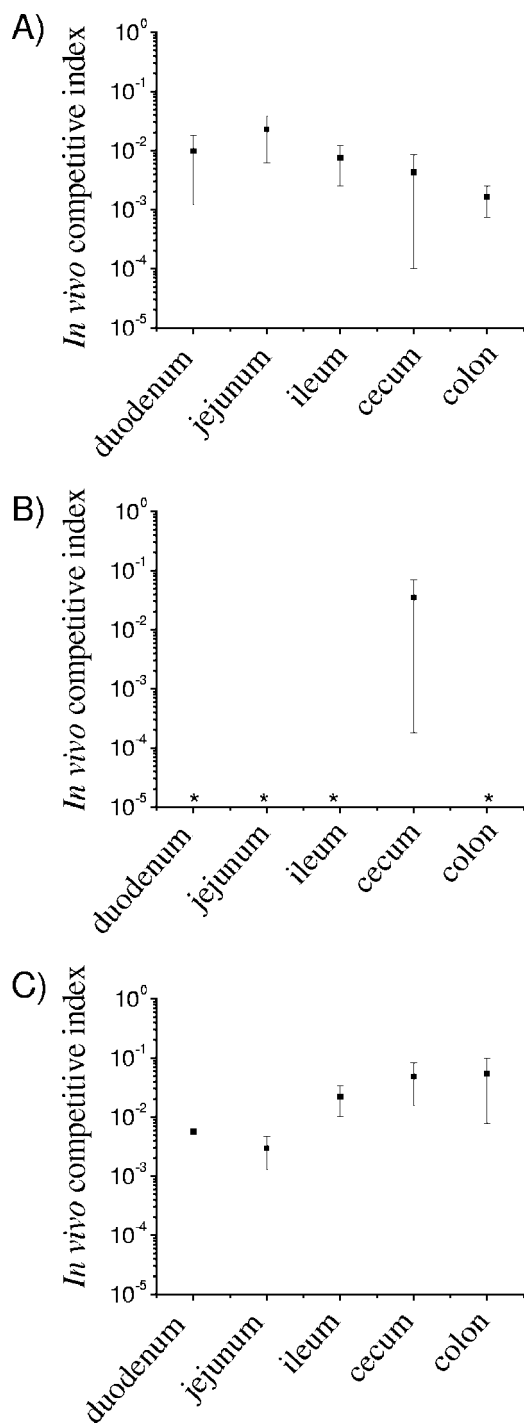 A)
In vivo competitive index
10⁰
10⁻¹
10⁻²
10⁻³
10⁻⁴
10⁻⁵
duodenum
jejunum
ileum
cecum
colon
B)
In vivo competitive index
10⁰
10⁻¹
10⁻²
10⁻³
10⁻⁴
10⁻⁵
* * * *
duodenum
jejunum
ileum
cecum
colon
C)
In vivo competitive index
10⁰
10⁻¹
10⁻²
10⁻³
10⁻⁴
10⁻⁵
duodenum
jejunum
ileum
cecum
colon